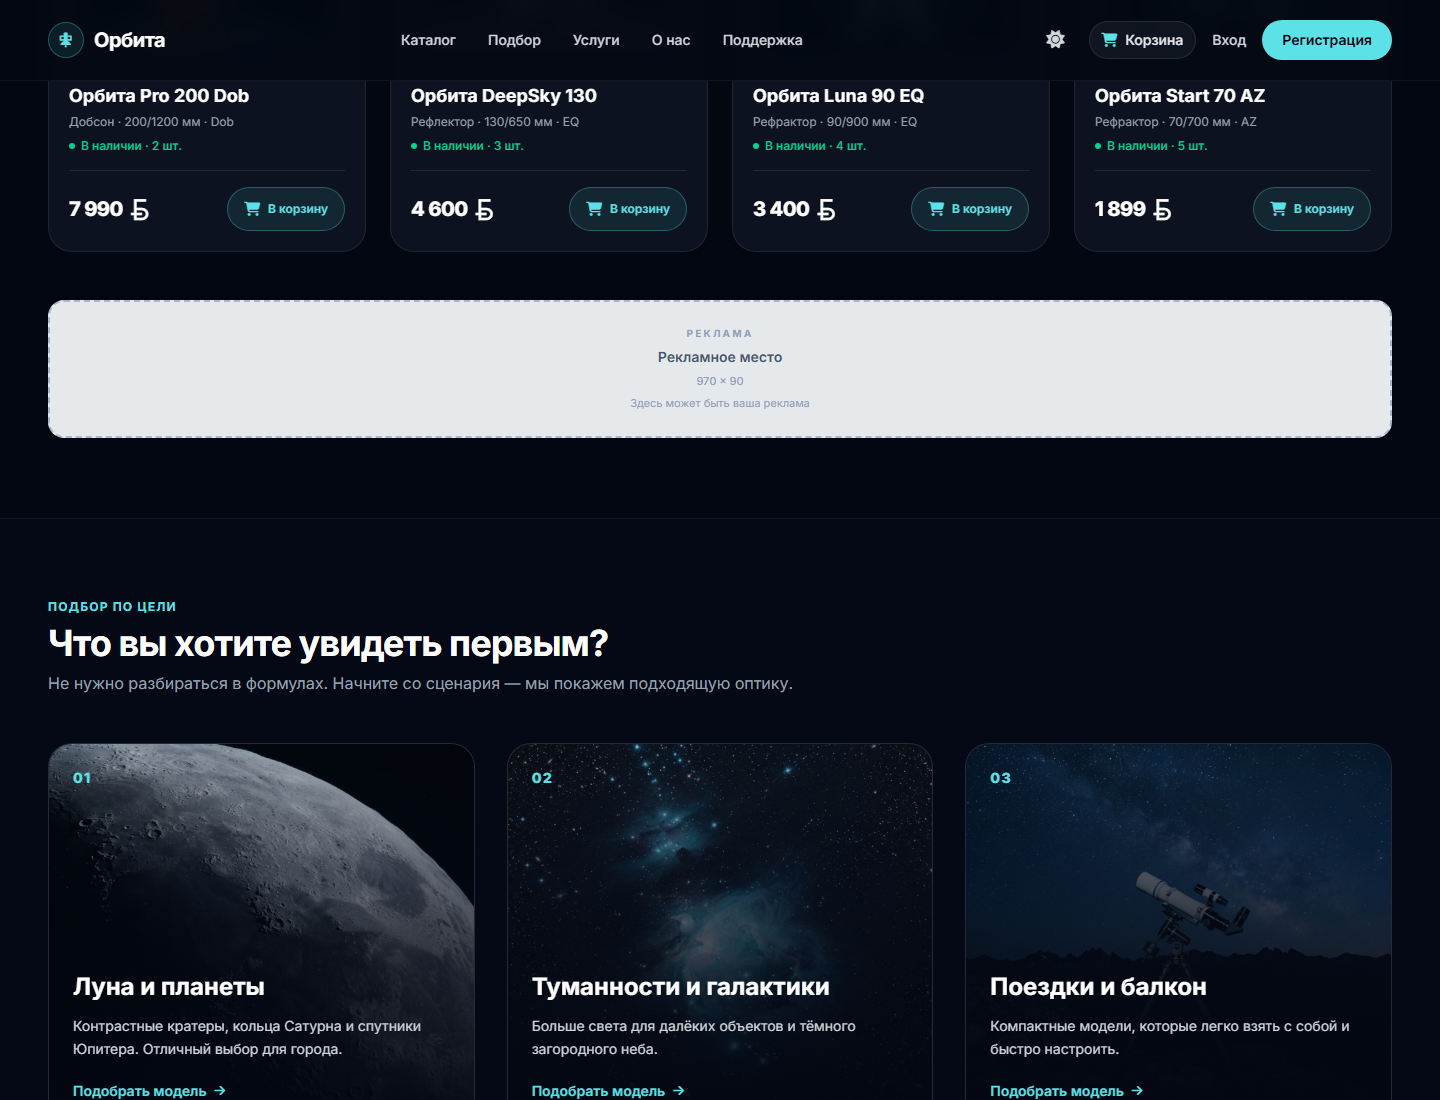 Орбита
Каталог
Подбор
Услуги
О нас
Поддержка
Корзина
Вход
Регистрация
Орбита Pro 200 Dob
Добсон · 200/1200 мм · Dob
В наличии · 2 шт.
7 990
В корзину
Орбита DeepSky 130
Рефлектор · 130/650 мм · EQ
В наличии · 3 шт.
4 600
В корзину
Орбита Luna 90 EQ
Рефрактор · 90/900 мм · EQ
В наличии · 4 шт.
3 400
В корзину
Орбита Start 70 AZ
Рефрактор · 70/700 мм · AZ
В наличии · 5 шт.
1 899
В корзину
РЕКЛАМА
Рекламное место
970 × 90
Здесь может быть ваша реклама
ПОДБОР ПО ЦЕЛИ
Что вы хотите увидеть первым?
Не нужно разбираться в формулах. Начните со сценария — мы покажем подходящую оптику.
01
Луна и планеты
Контрастные кратеры, кольца Сатурна и спутники
Юпитера. Отличный выбор для города.
Подобрать модель →
02
Туманности и галактики
Больше света для далёких объектов и тёмного
загородного неба.
Подобрать модель →
03
Поездки и балкон
Компактные модели, которые легко взять с собой и
быстро настроить.
Подобрать модель →